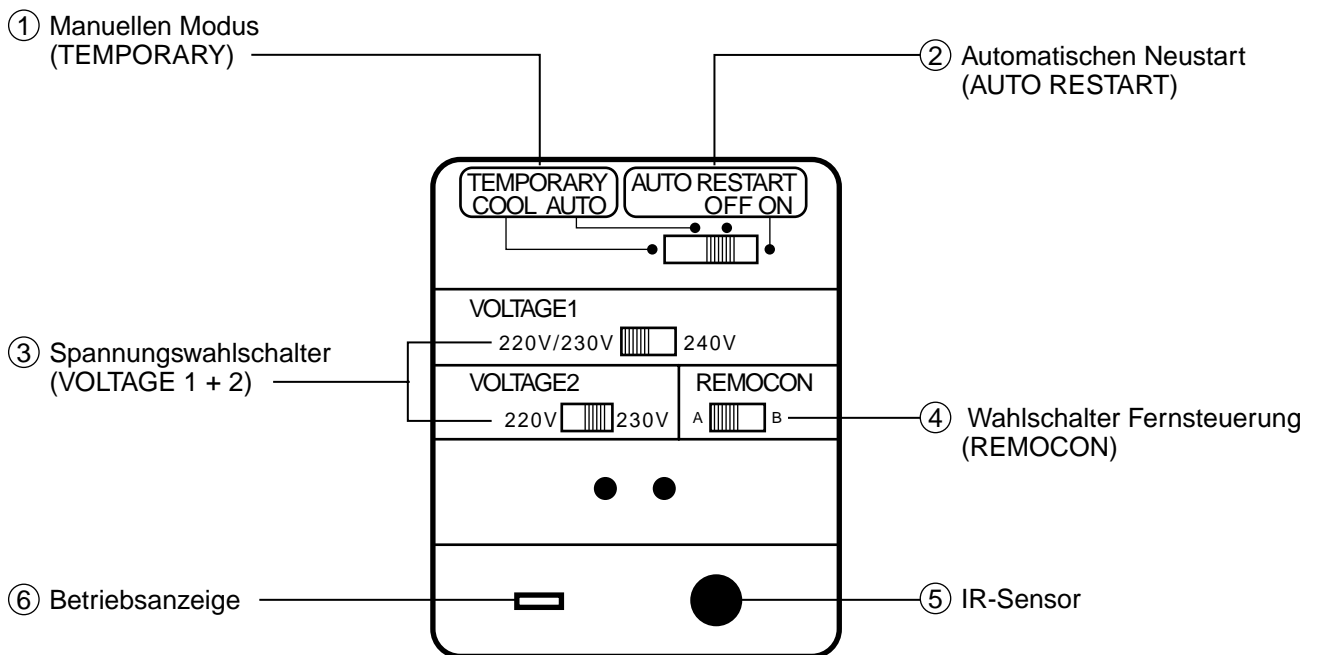 ① Manuellen Modus
(TEMPORARY)
② Automatischen Neustart
(AUTO RESTART)
TEMPORARY
COOL AUTO
AUTO RESTART
OFF ON
VOLTAGE1
220V/230V 240V
③ Spannungswahlschalter
(VOLTAGE 1 + 2)
VOLTAGE2
220V 230V
REMOCON
A B
④ Wahlschalter Fernsteuerung
(REMOCON)
⑥ Betriebsanzeige
⑤ IR-Sensor